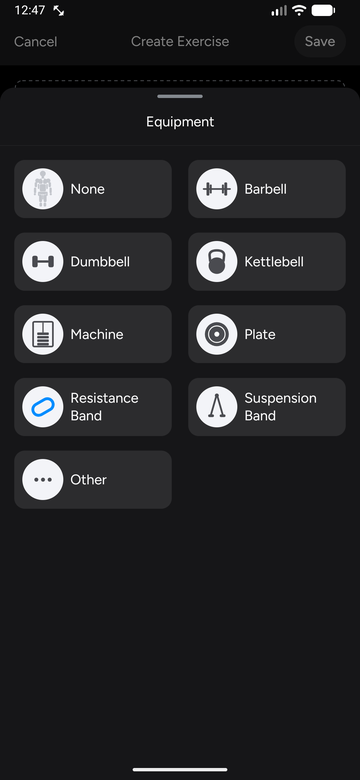 12:47
Cancel
Create Exercise
Save
Equipment
None
Barbell
Dumbbell
Kettlebell
Machine
Plate
Resistance
Band
Suspension
Band
Other